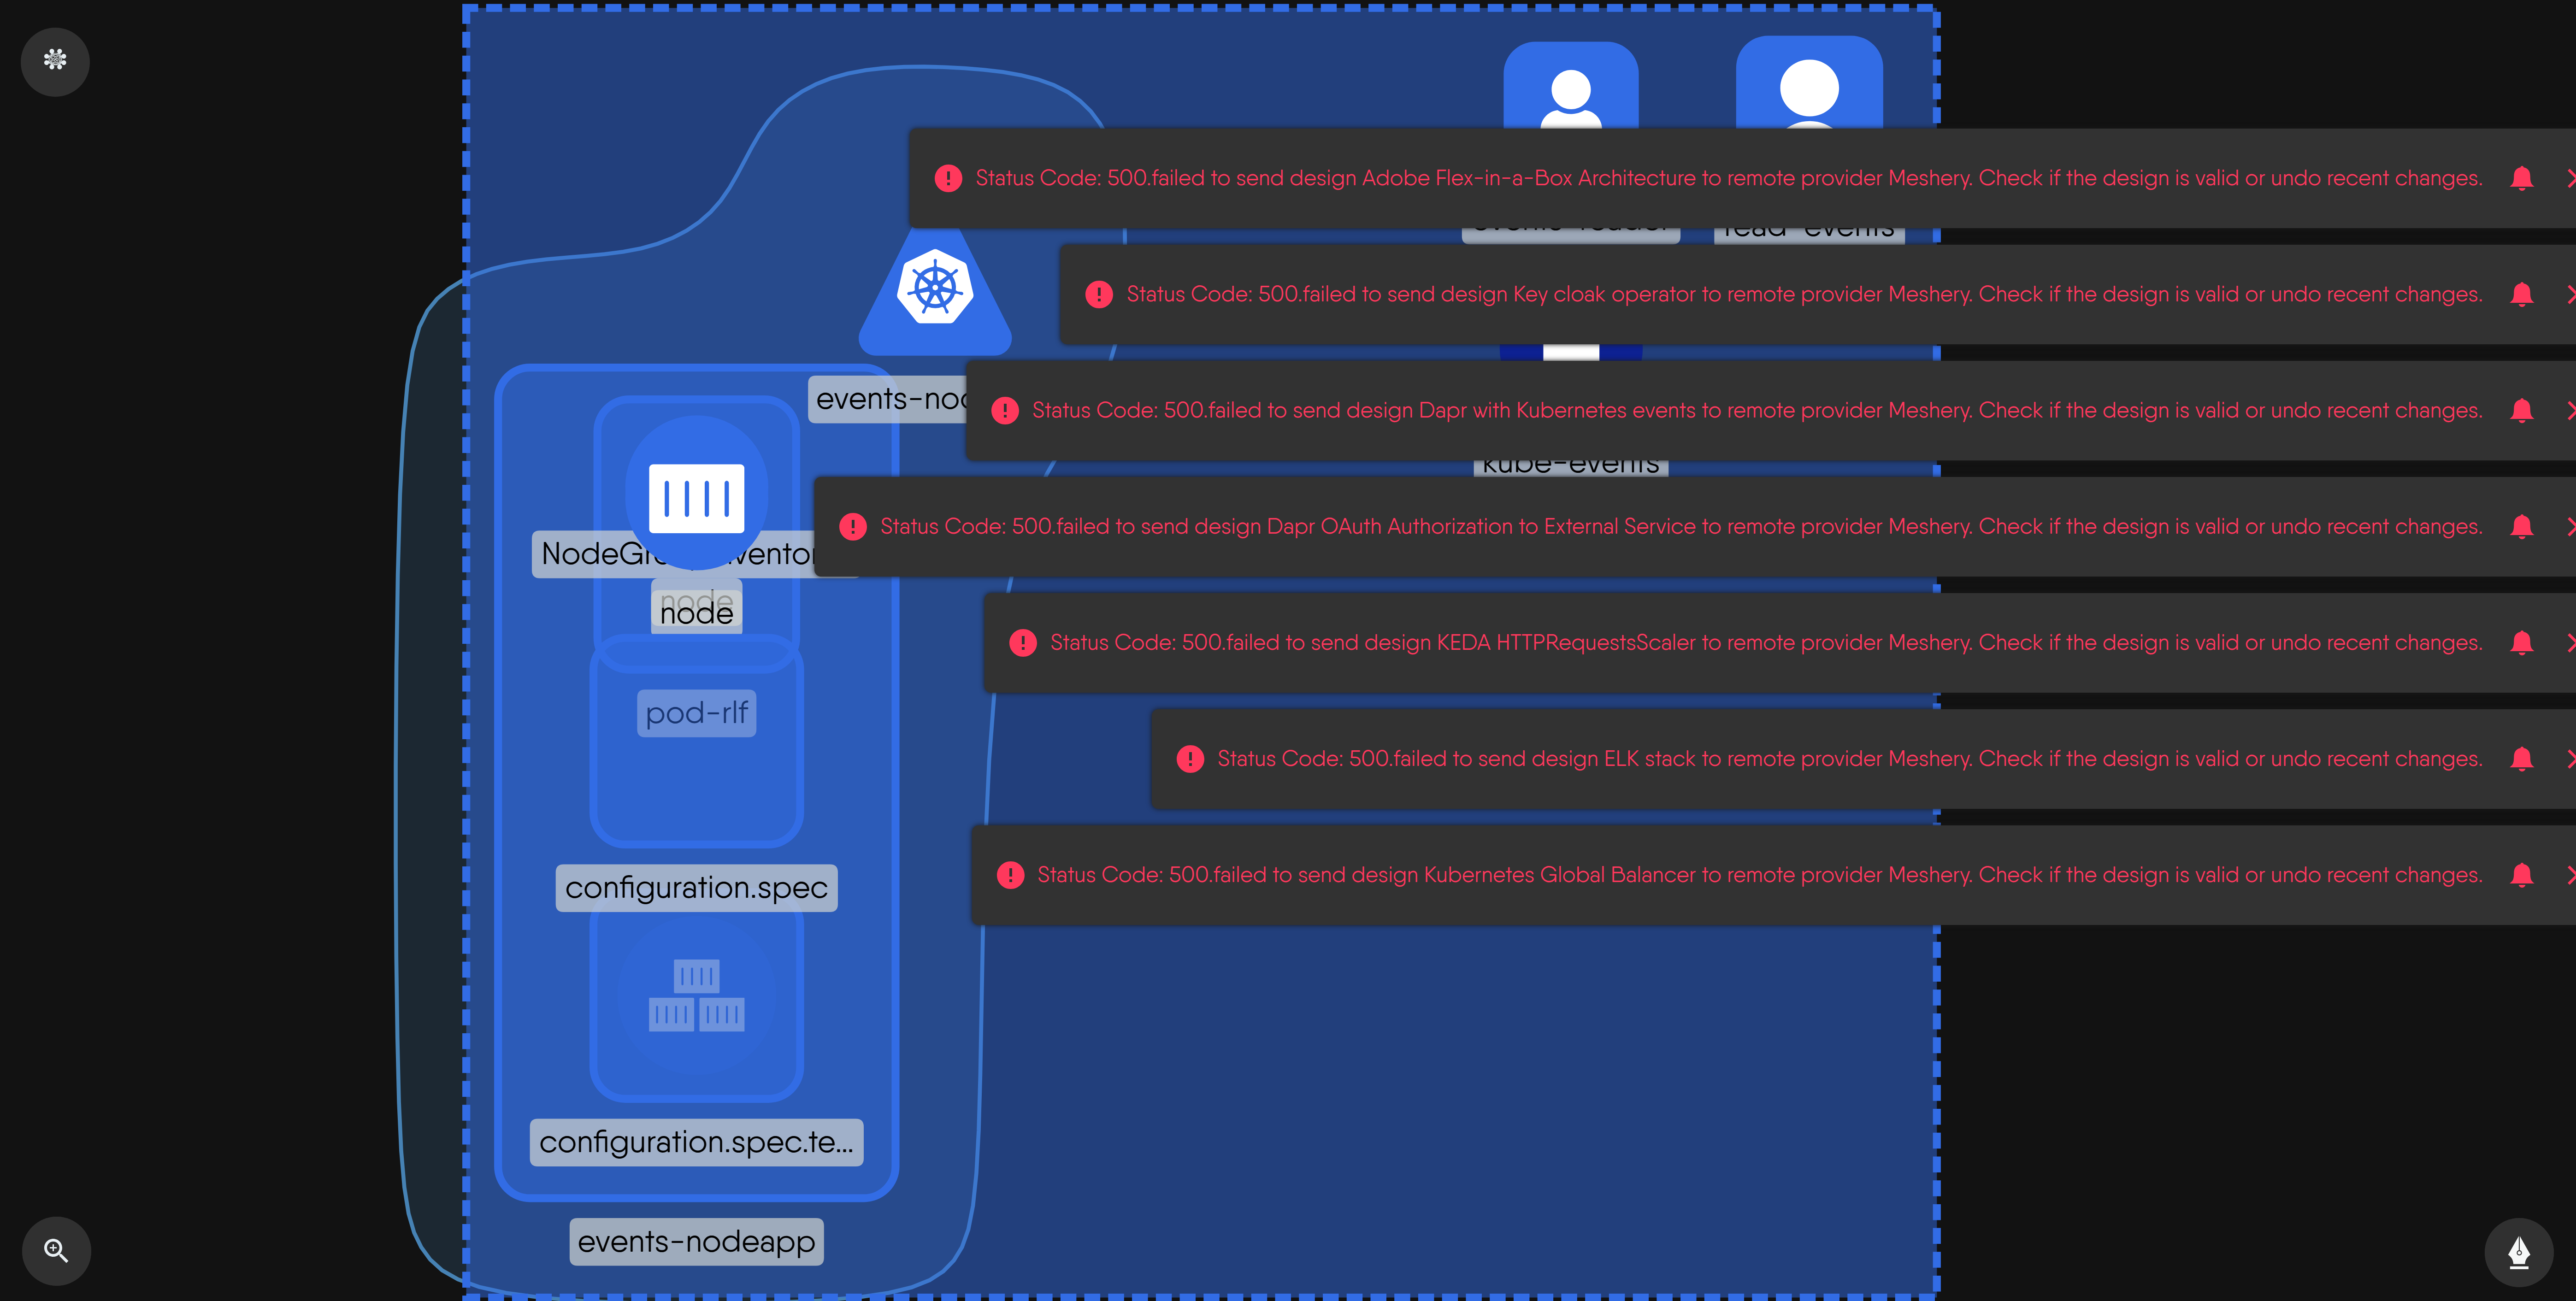 Status Code: 500.failed to send design Adobe Flex-in-a-Box Architecture to remote provider Meshery. Check if the design is valid or undo recent changes.
read-events
Status Code: 500.failed to send design Key cloak operator to remote provider Meshery. Check if the design is valid or undo recent changes.
events-nod
Status Code: 500.failed to send design Dapr with Kubernetes events to remote provider Meshery. Check if the design is valid or undo recent changes.
kube-events
Status Code: 500.failed to send design Dapr OAuth Authorization to External Service to remote provider Meshery. Check if the design is valid or undo recent changes.
node
node
Status Code: 500.failed to send design KEDA HTTPRequestsScaler to remote provider Meshery. Check if the design is valid or undo recent changes.
pod-rlf
Status Code: 500.failed to send design ELK stack to remote provider Meshery. Check if the design is valid or undo recent changes.
Status Code: 500.failed to send design Kubernetes Global Balancer to remote provider Meshery. Check if the design is valid or undo recent changes.
configuration.spec
configuration.spec.te...
events-nodeapp